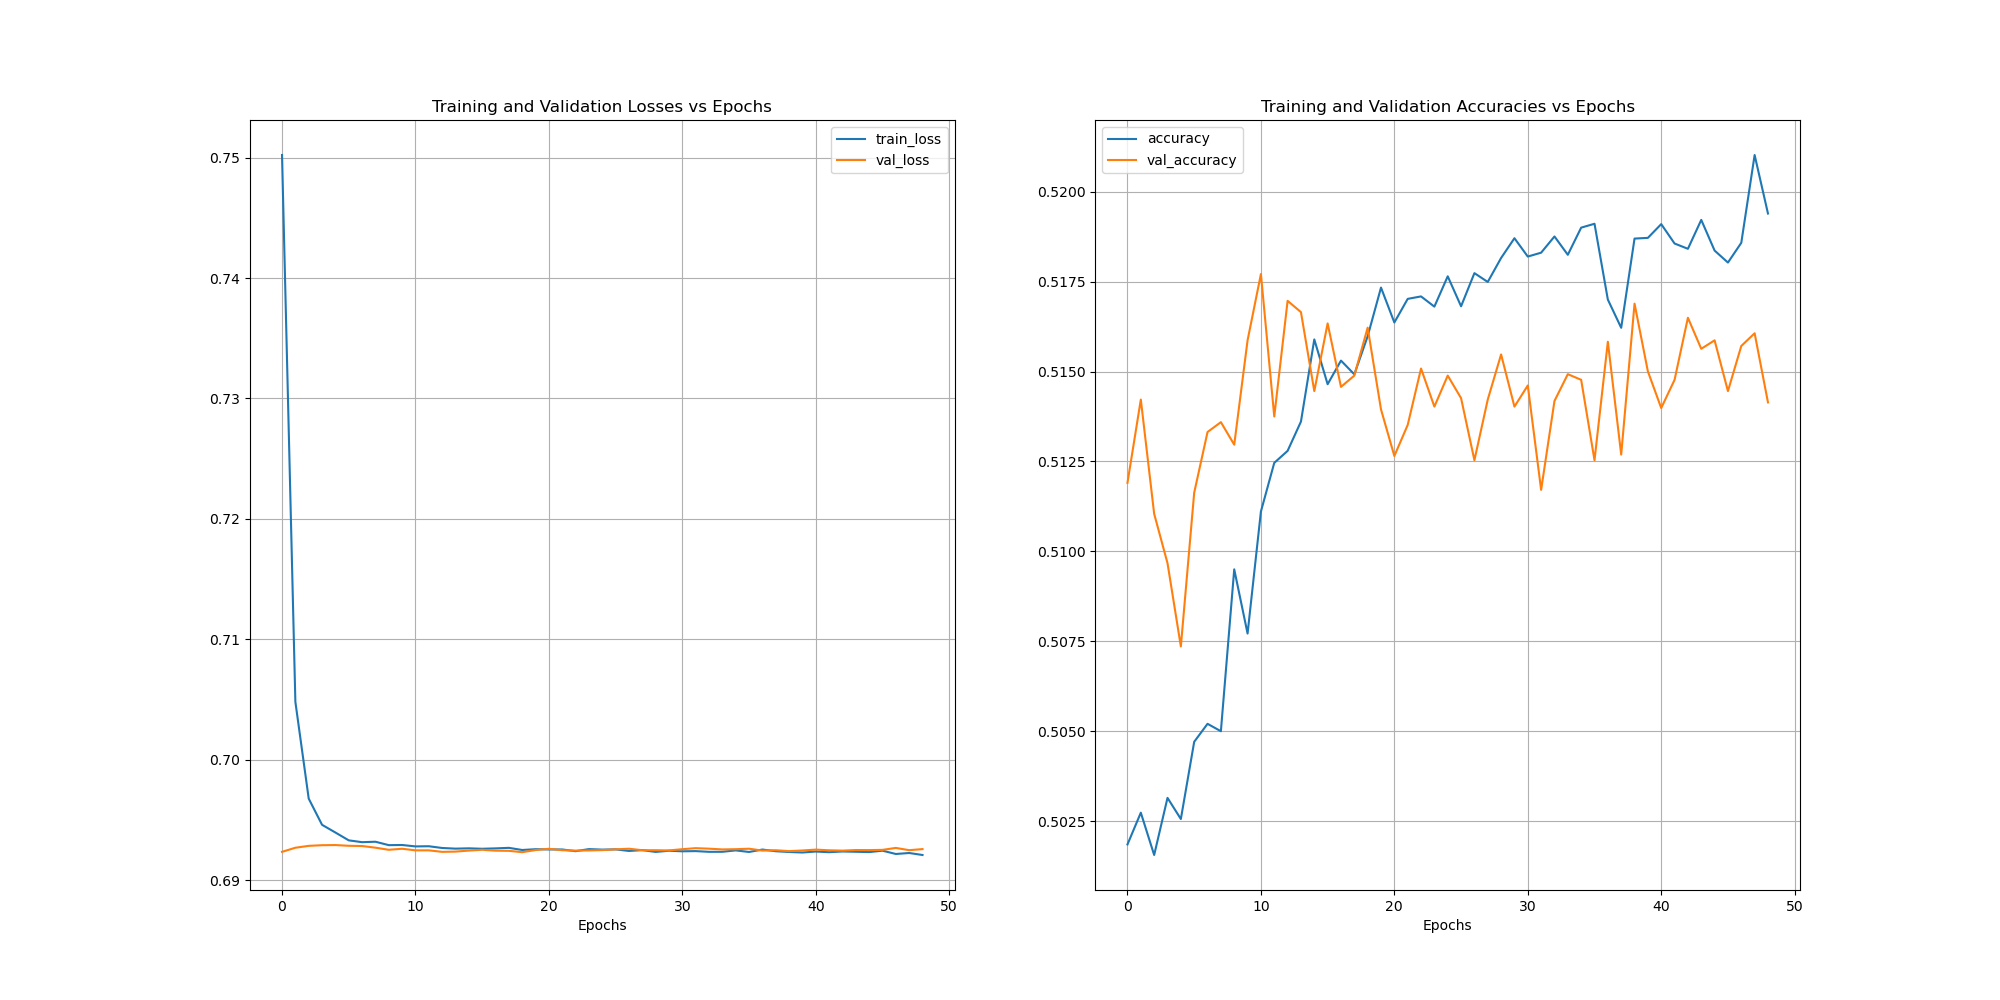 Training and Validation Losses vs Epochs
train_loss
val_loss
0.75
0.74
0.73
0.72
0.71
0.70
0.69
0 10 20 30 40 50
Epochs
Training and Validation Accuracies vs Epochs
accuracy
val_accuracy
0.5200
0.5175
0.5150
0.5125
0.5100
0.5075
0.5050
0.5025
0 10 20 30 40 50
Epochs